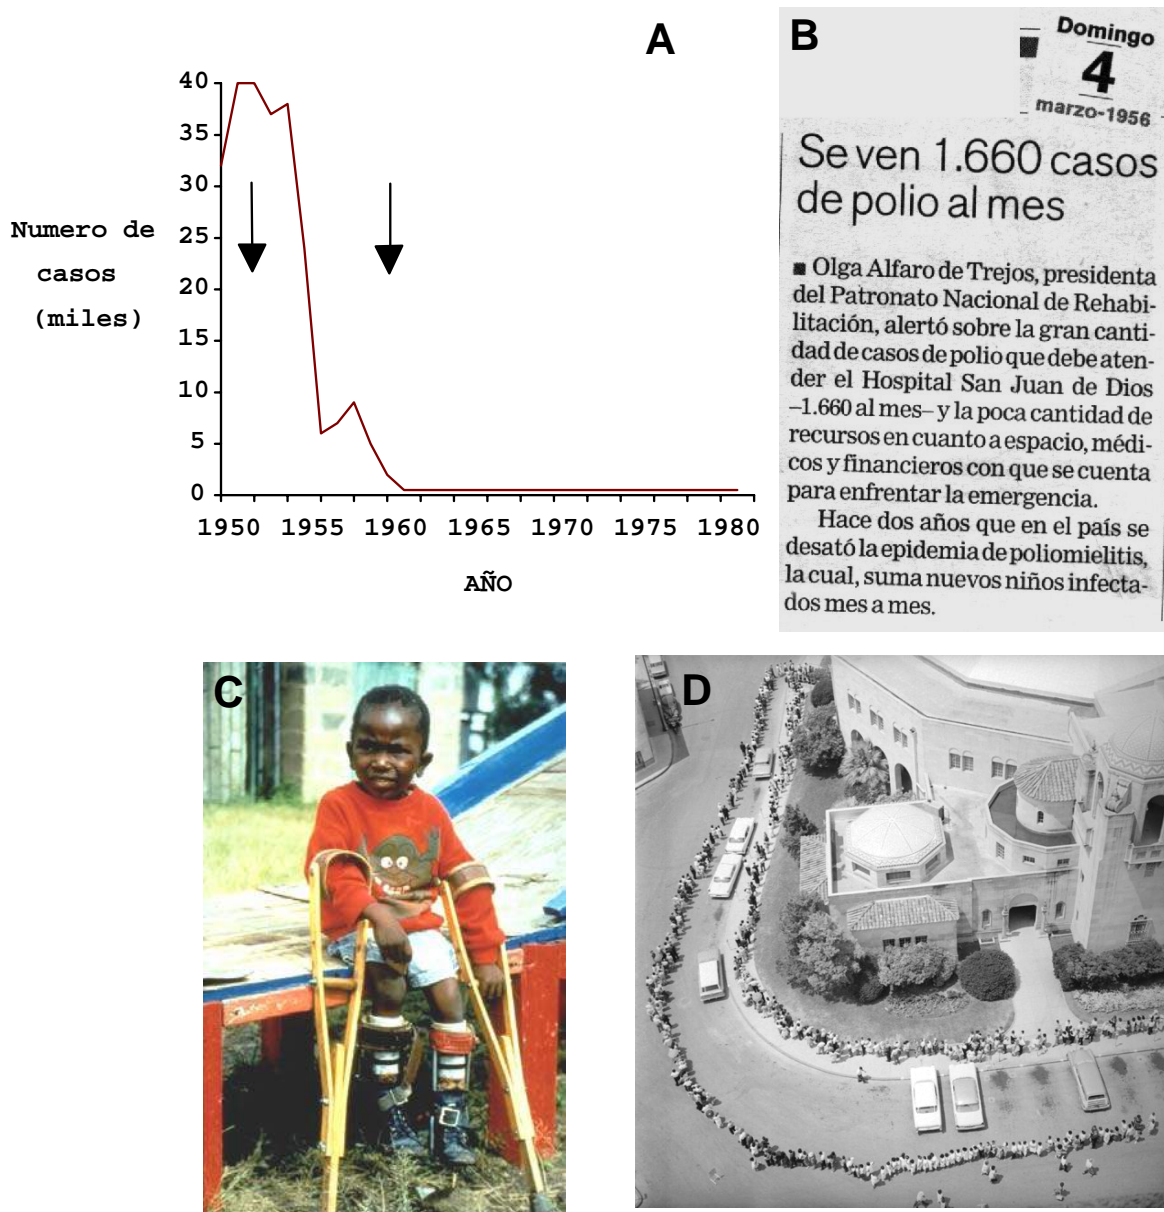 A
40
35
30
25
20
15
10
5
0
Numero de
casos
(miles)
1950 1955 1960 1965 1970 1975 1980
AÑO
B
Domingo
4
marzo-1956
Se ven 1.660 casos
de polio al mes
■ Olga Alfaro de Trejos, presidenta
del Patronato Nacional de Rehabi-
litación, alertó sobre la gran canti-
dad de casos de polio que debe aten-
der el Hospital San Juan de Dios
–1.660 al mes– y la poca cantidad de
recursos en cuanto a espacio, médi-
cos y financieros con que se cuenta
para enfrentar la emergencia.
Hace dos años que en el país se
desató la epidemia de poliomielitis,
la cual, suma nuevos niños infecta-
dos mes a mes.
C
D